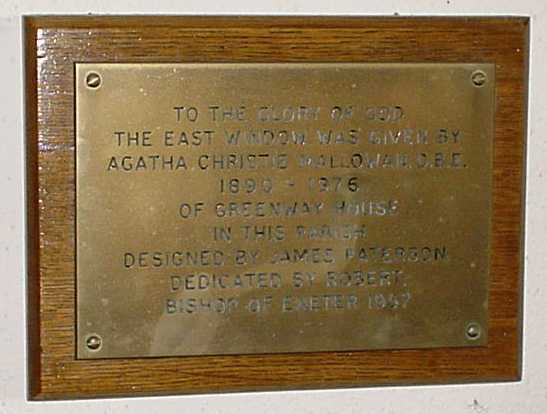 TO THE GLORY OF GOD
THE EAST WINDOW WAS GIVEN BY
AGATHA CHRISTIE MALLOWAN, D.B.E.
1890 - 1976
OF GREENWAY HOUSE
IN THIS PARISH
DESIGNED BY JAMES PATERSON
DEDICATED BY ROBERT,
BISHOP OF EXETER 1957